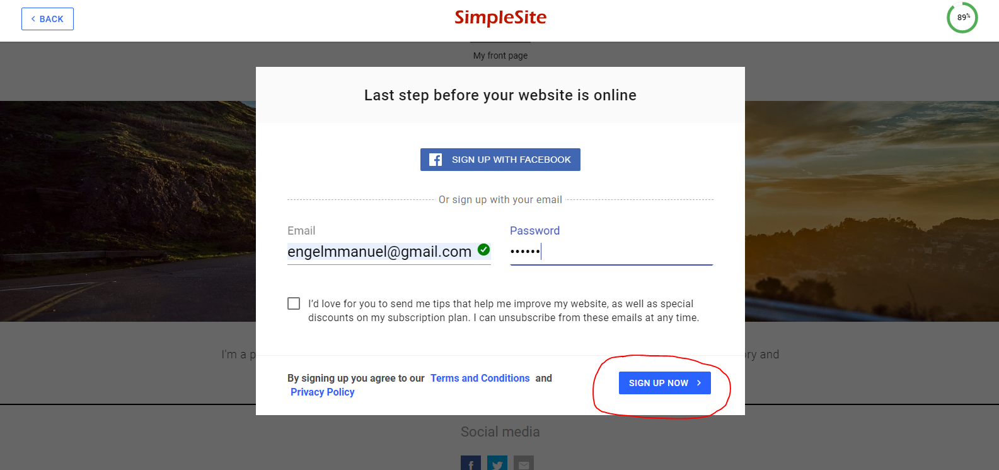 BACK
SimpleSite
89%
My front page
Last step before your website is online
SIGN UP WITH FACEBOOK
Or sign up with your email
Email
Password
engelmmanuel@gmail.com
••••••
I'd love for you to send me tips that help me improve my website, as well as special
discounts on my subscription plan. I can unsubscribe from these emails at any time.
I'm a p
ry and
By signing up you agree to our Terms and Conditions and
Privacy Policy
SIGN UP NOW
Social media